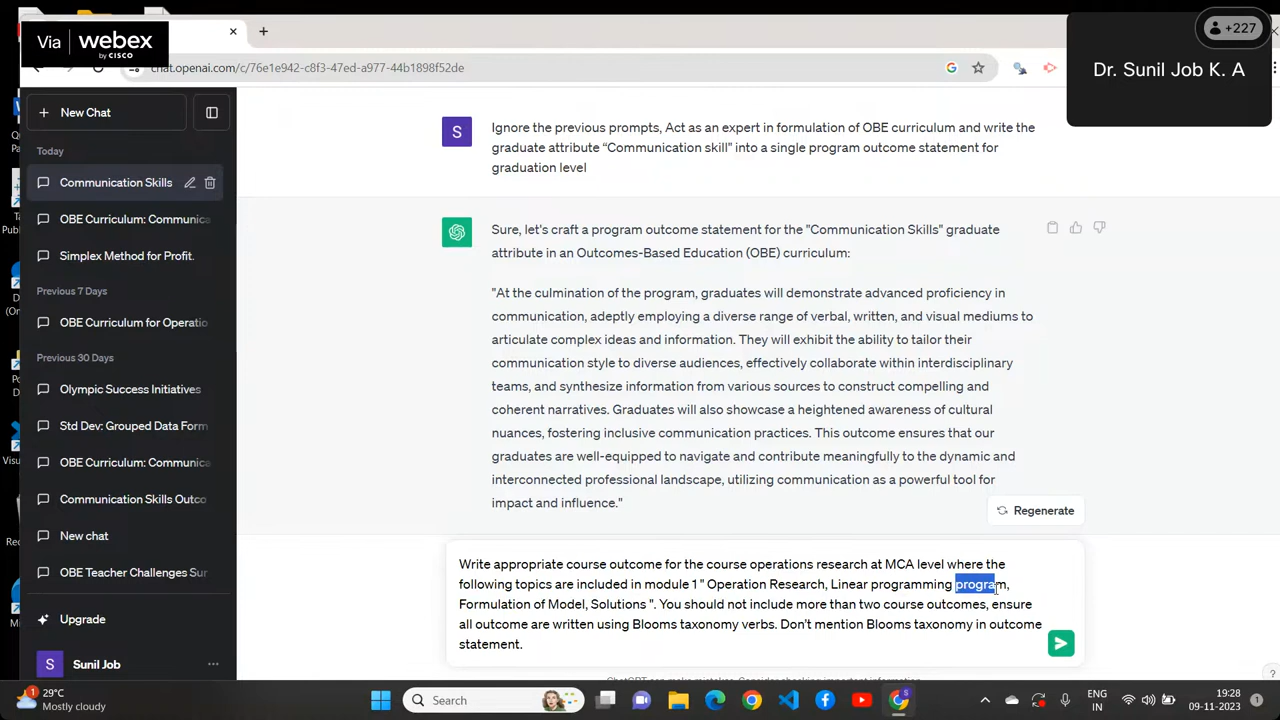 Via webex
by CISCO
+227
Dr. Sunil Job K. A
chat.openai.com/c/76e1e942-c8f3-47ed-a977-44b1898f52de
New Chat
Today
Communication Skills
OBE Curriculum: Communica
Simplex Method for Profit.
Previous 7 Days
OBE Curriculum for Operatio
Previous 30 Days
Olympic Success Initiatives
Std Dev: Grouped Data Form
OBE Curriculum: Communica
Communication Skills Outco
New chat
OBE Teacher Challenges Sur
Upgrade
S Sunil Job
S
Ignore the previous prompts, Act as an expert in formulation of OBE curriculum and write the
graduate attribute “Communication skill” into a single program outcome statement for
graduation level
Sure, let's craft a program outcome statement for the "Communication Skills" graduate
attribute in an Outcomes-Based Education (OBE) curriculum:
"At the culmination of the program, graduates will demonstrate advanced proficiency in
communication, adeptly employing a diverse range of verbal, written, and visual mediums to
articulate complex ideas and information. They will exhibit the ability to tailor their
communication style to diverse audiences, effectively collaborate within interdisciplinary
teams, and synthesize information from various sources to construct compelling and
coherent narratives. Graduates will also showcase a heightened awareness of cultural
nuances, fostering inclusive communication practices. This outcome ensures that our
graduates are well-equipped to navigate and contribute meaningfully to the dynamic and
interconnected professional landscape, utilizing communication as a powerful tool for
impact and influence."
Regenerate
Write appropriate course outcome for the course operations research at MCA level where the
following topics are included in module 1 " Operation Research, Linear programming program,
Formulation of Model, Solutions ". You should not include more than two course outcomes, ensure
all outcome are written using Blooms taxonomy verbs. Don't mention Blooms taxonomy in outcome
statement.
ChatGPT can make mistakes. Consider checking important information.
?
1
29°C
Mostly cloudy
Search
ENG
IN
19:28
09-11-2023
1